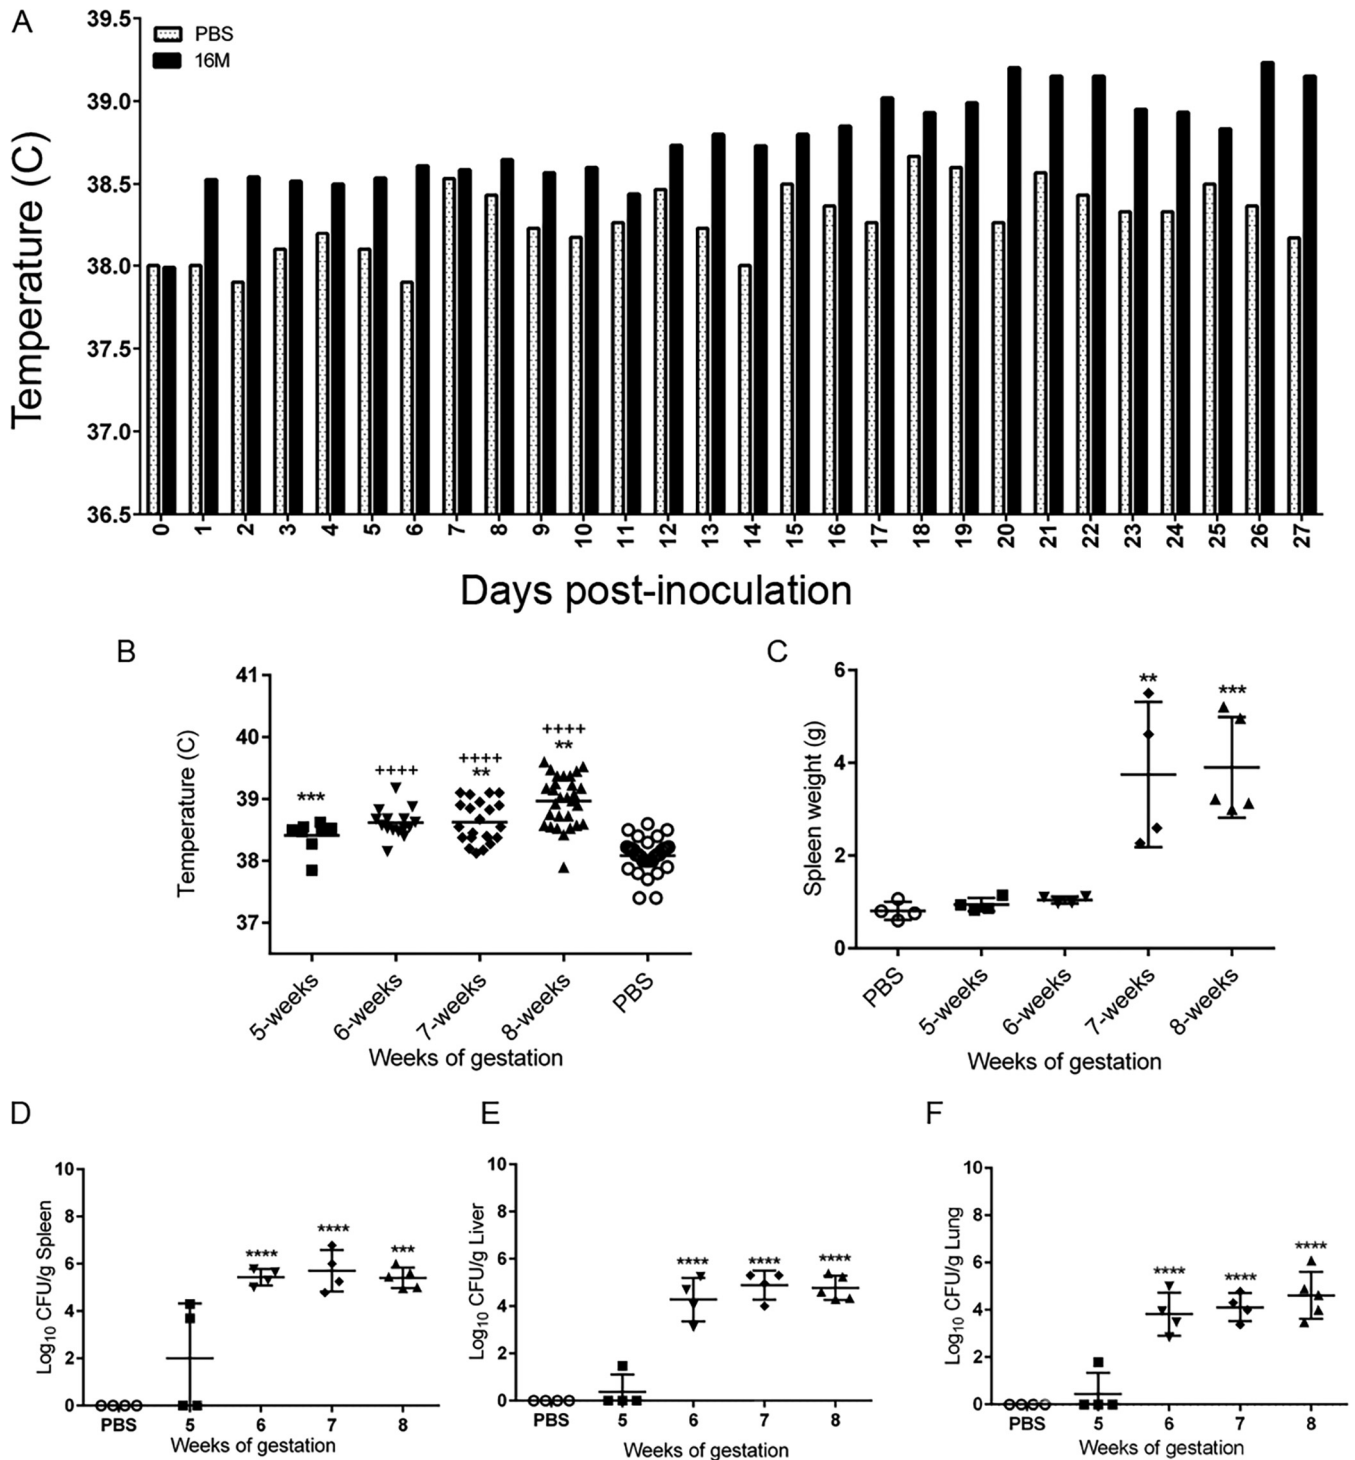 A
39.5
39.0
38.5
38.0
37.5
37.0
36.5
Temperature (C)
PBS
16M
0 1 2 3 4 5 6 7 8 9 10 11 12 13 14 15 16 17 18 19 20 21 22 23 24 25 26 27
Days post-inoculation
B
41
40
39
38
37
Temperature (C)
***
++++
++++
**
++++
**
5-weeks 6-weeks 7-weeks 8-weeks PBS
Weeks of gestation
C
6
4
2
0
Spleen weight (g)
**
***
PBS 5-weeks 6-weeks 7-weeks 8-weeks
Weeks of gestation
D
10
8
6
4
2
0
Log10 CFU/g Spleen
****
****
***
PBS 5 6 7 8
Weeks of gestation
E
10
8
6
4
2
0
Log10 CFU/g Liver
****
****
****
PBS 5 6 7 8
Weeks of gestation
F
10
8
6
4
2
0
Log10 CFU/g Lung
****
****
****
PBS 5 6 7 8
Weeks of gestation